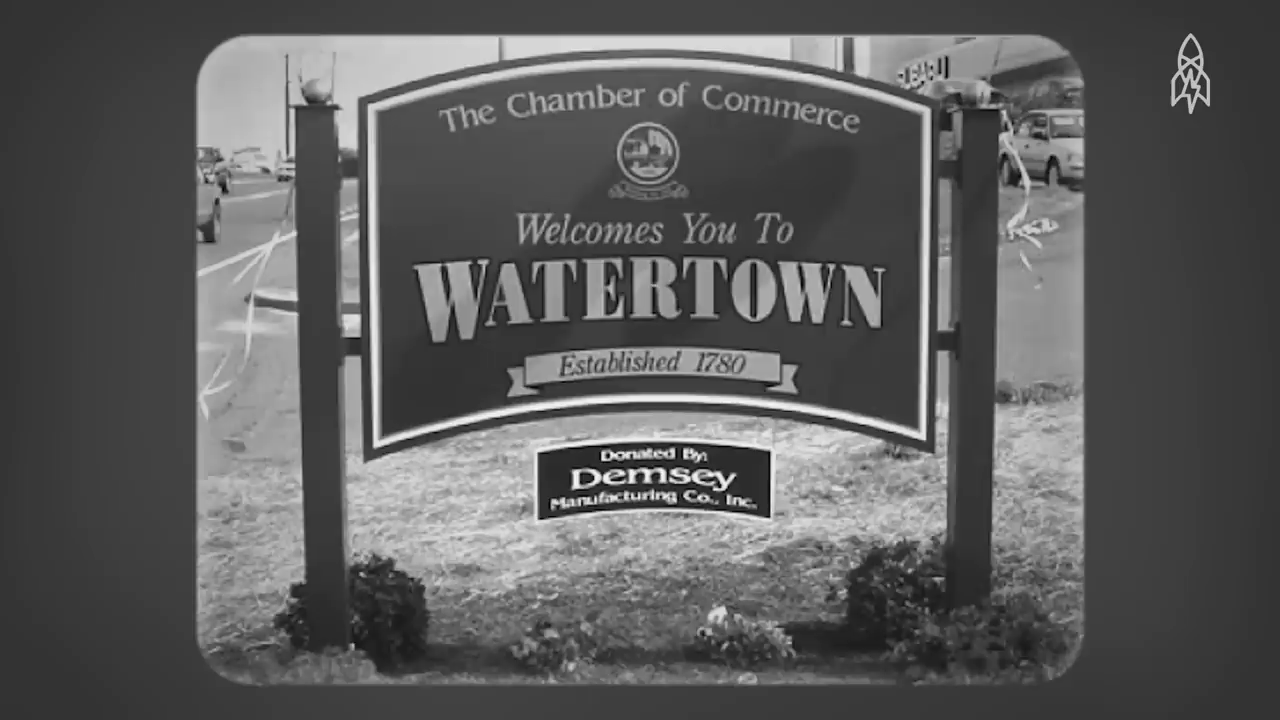 The Chamber of Commerce
Welcomes You To
WATERTOWN
Established 1780
Donated By:
Demsey
Manufacturing Co., Inc.